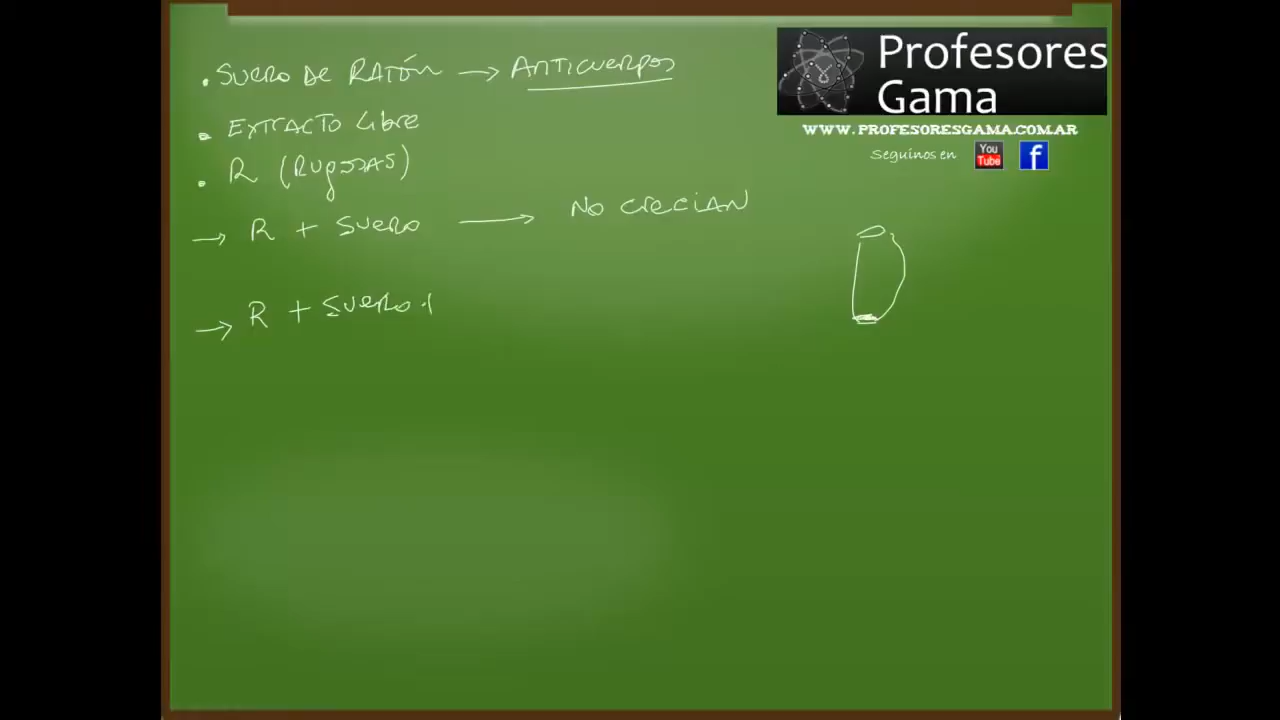 . SUERO DE RATÓN → ANTICUERPOS
. EXTRACTO LIBRE
. R (RUGOSAS)
→ R + SUERO → NO CRECIAN
→ R + SUERO +
Profesores
Gama
WWW.PROFESORESGAMA.COM.AR
Seguinos en You Tube f